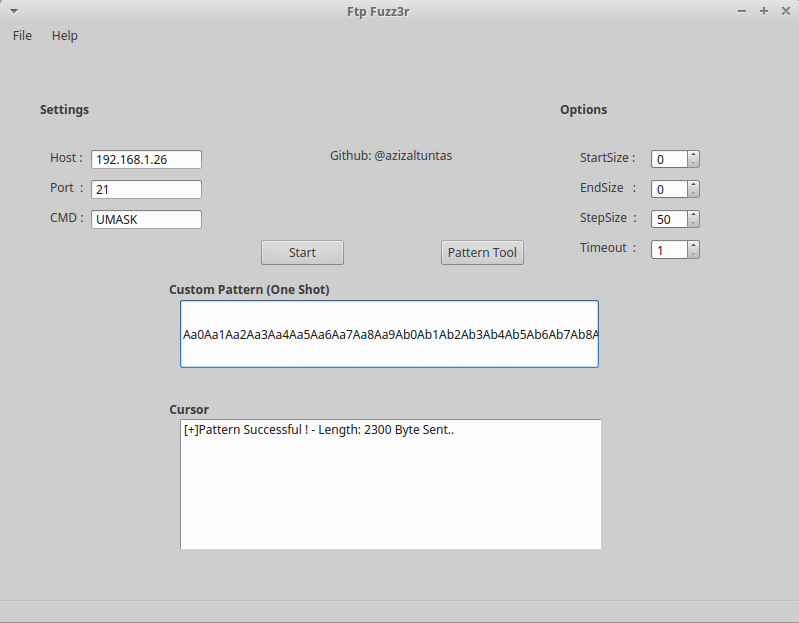 Ftp Fuzz3r
File Help
Settings
Options
Host : 192.168.1.26
Github: @azizaltuntas
StartSize : 0
Port : 21
EndSize : 0
CMD : UMASK
StepSize : 50
Start
Pattern Tool
Timeout : 1
Custom Pattern (One Shot)
Aa0Aa1Aa2Aa3Aa4Aa5Aa6Aa7Aa8Aa9Ab0Ab1Ab2Ab3Ab4Ab5Ab6Ab7Ab8A
Cursor
[+]Pattern Successful ! - Length: 2300 Byte Sent..